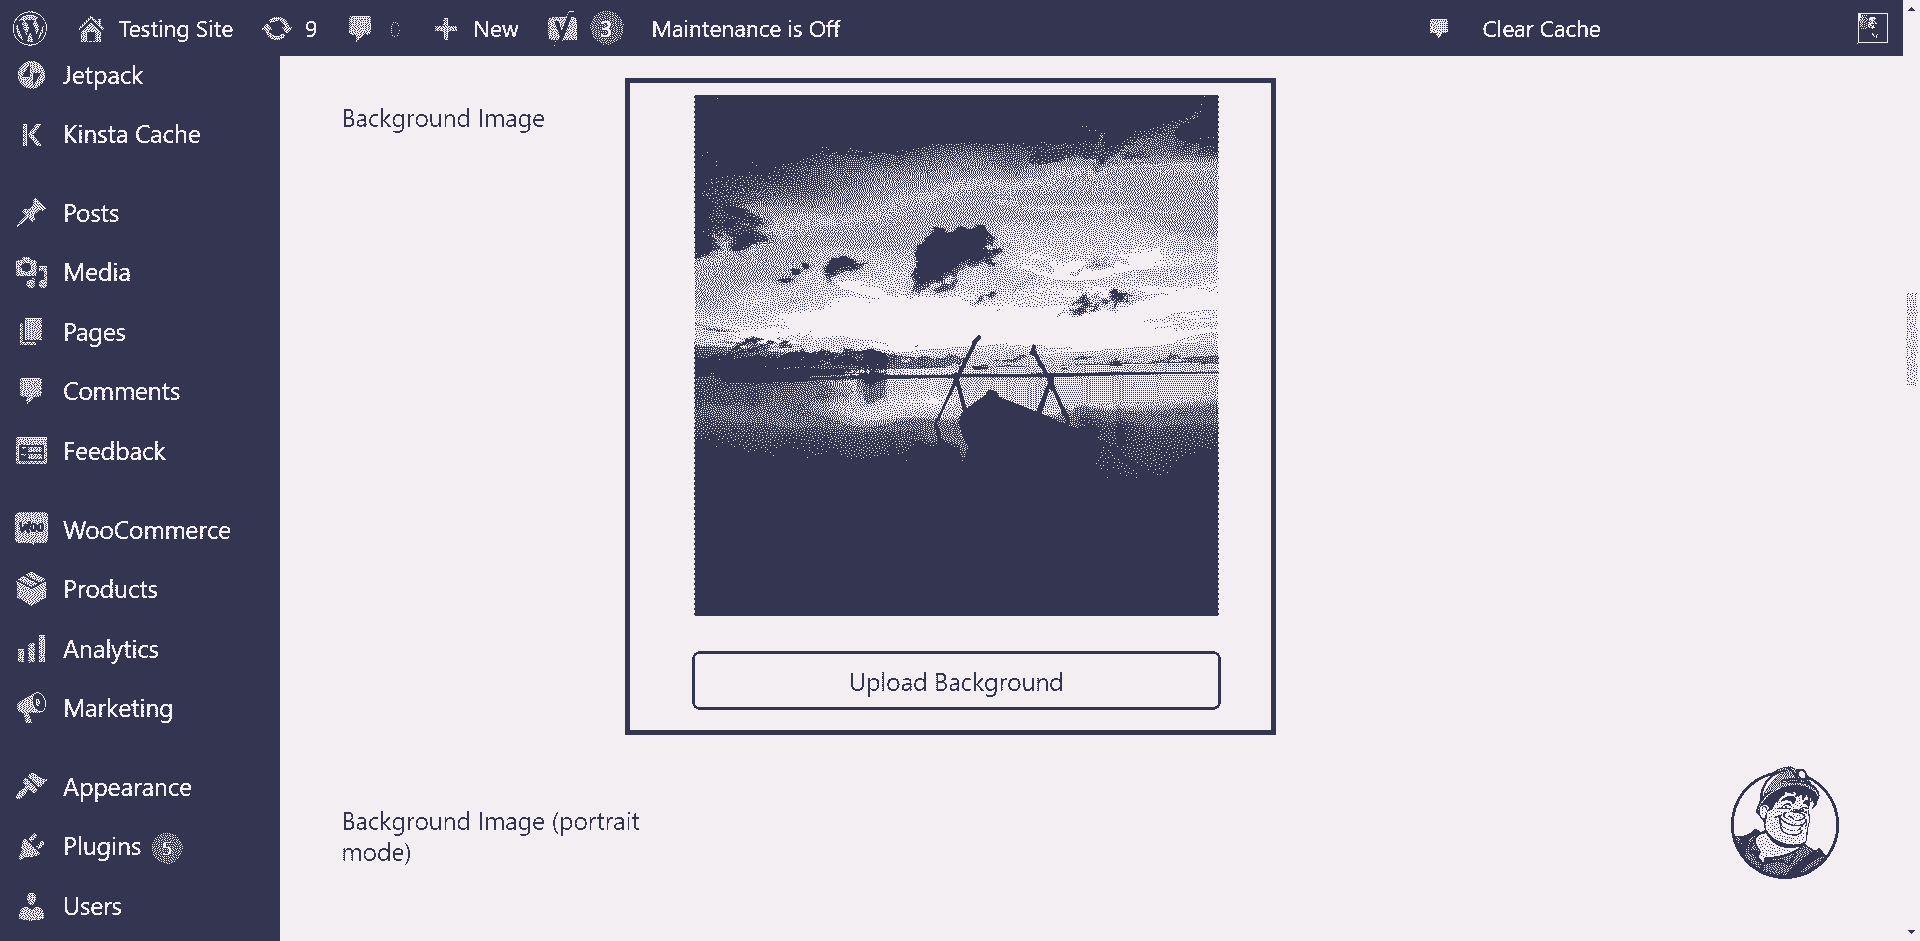 Testing Site 9 0 New 3 Maintenance is Off Clear Cache
Jetpack
Kinsta Cache
Posts
Media
Pages
Comments
Feedback
WooCommerce
Products
Analytics
Marketing
Appearance
Plugins 5
Users
Background Image
Upload Background
Background Image (portrait
mode)